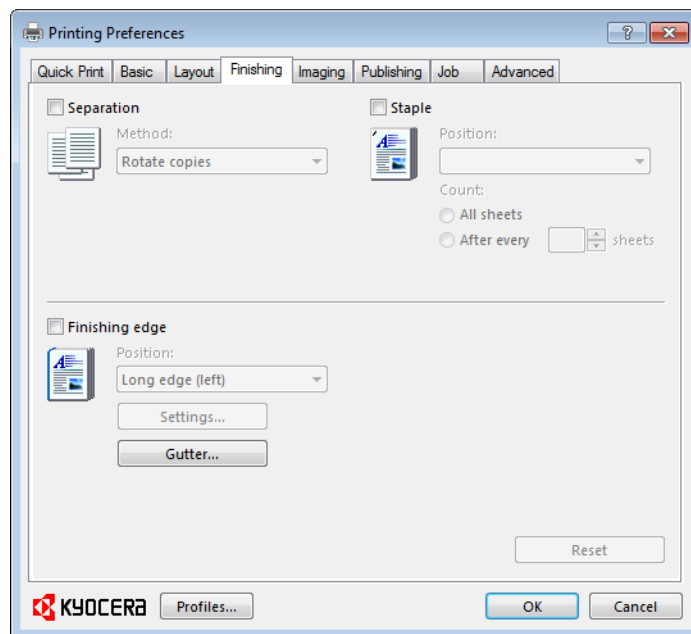 Printing Preferences
Quick Print Basic Layout Finishing Imaging Publishing Job Advanced
Separation
Method:
Rotate copies
Staple
Position:
Count:
All sheets
After every sheets
Finishing edge
Position:
Long edge (left)
Settings...
Gutter...
Reset
KYOCERA Profiles... OK Cancel